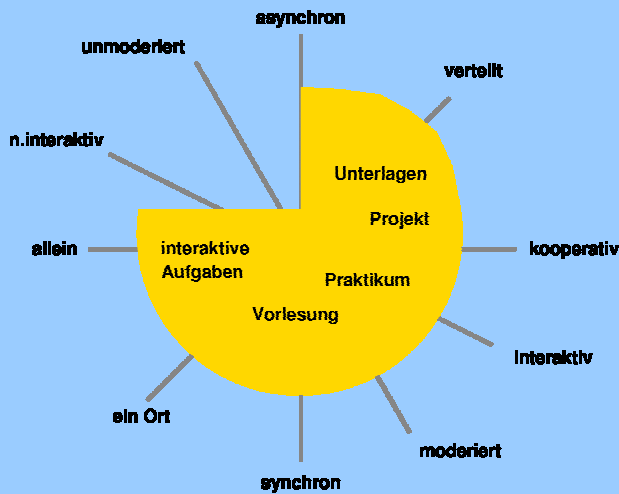 asynchron
unmoderiert
verteilt
n.interaktiv
Unterlagen
Projekt
allein
interaktive
Aufgaben
kooperativ
Praktikum
Vorlesung
interaktiv
ein Ort
moderiert
synchron